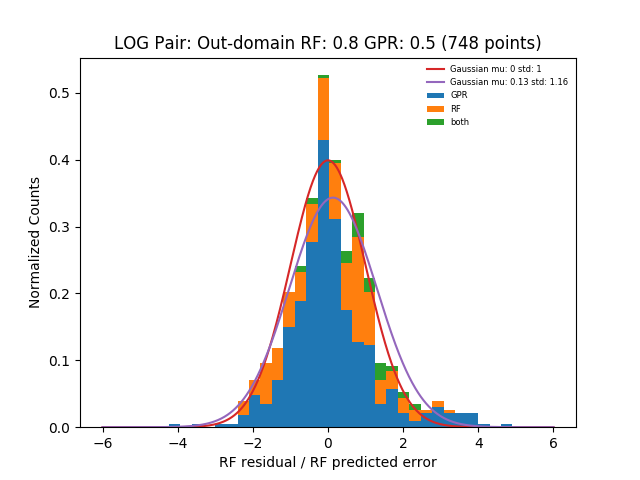 LOG Pair: Out-domain RF: 0.8 GPR: 0.5 (748 points)
Gaussian mu: 0 std: 1
Gaussian mu: 0.13 std: 1.16
GPR
RF
both
Normalized Counts
0.5
0.4
0.3
0.2
0.1
0.0
−6 −4 −2 0 2 4 6
RF residual / RF predicted error